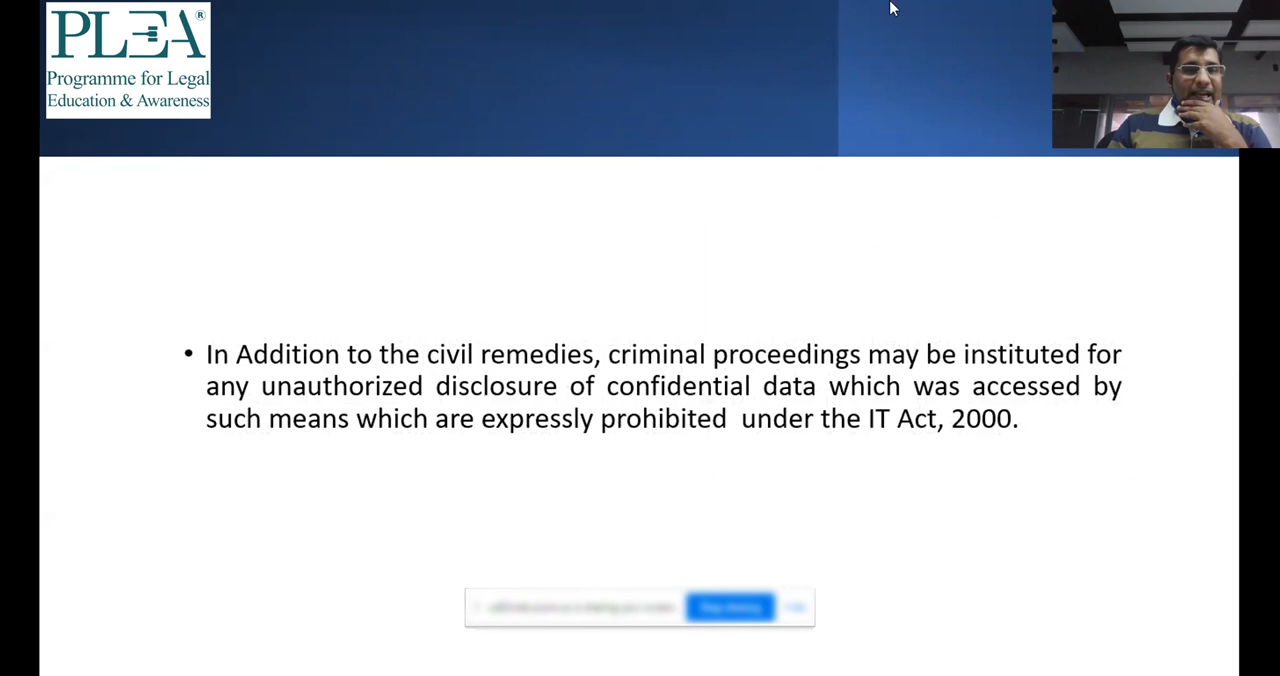 PLEA®
Programme for Legal
Education & Awareness
• In Addition to the civil remedies, criminal proceedings may be instituted for
any unauthorized disclosure of confidential data which was accessed by
such means which are expressly prohibited under the IT Act, 2000.
Stop sharing